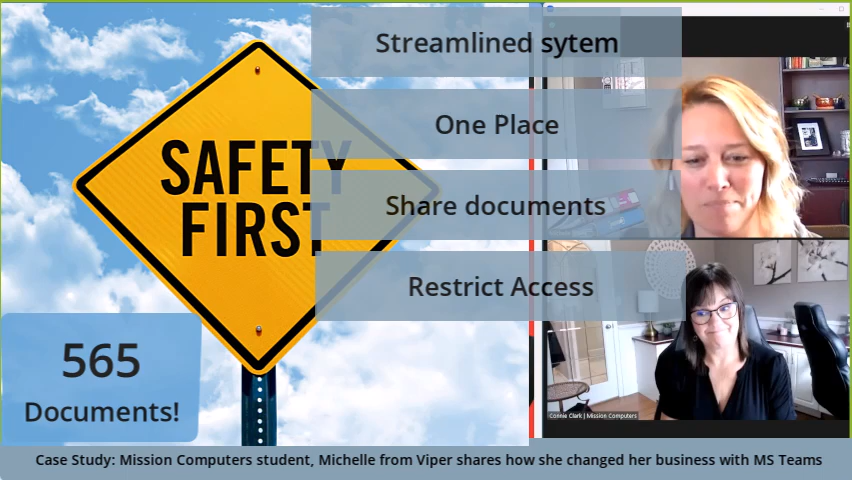 Streamlined sytem
One Place
Share documents
Restrict Access
SAFETY
FIRST
565
Documents!
Connie Clark | Mission Computers
Case Study: Mission Computers student, Michelle from Viper shares how she changed her business with MS Teams